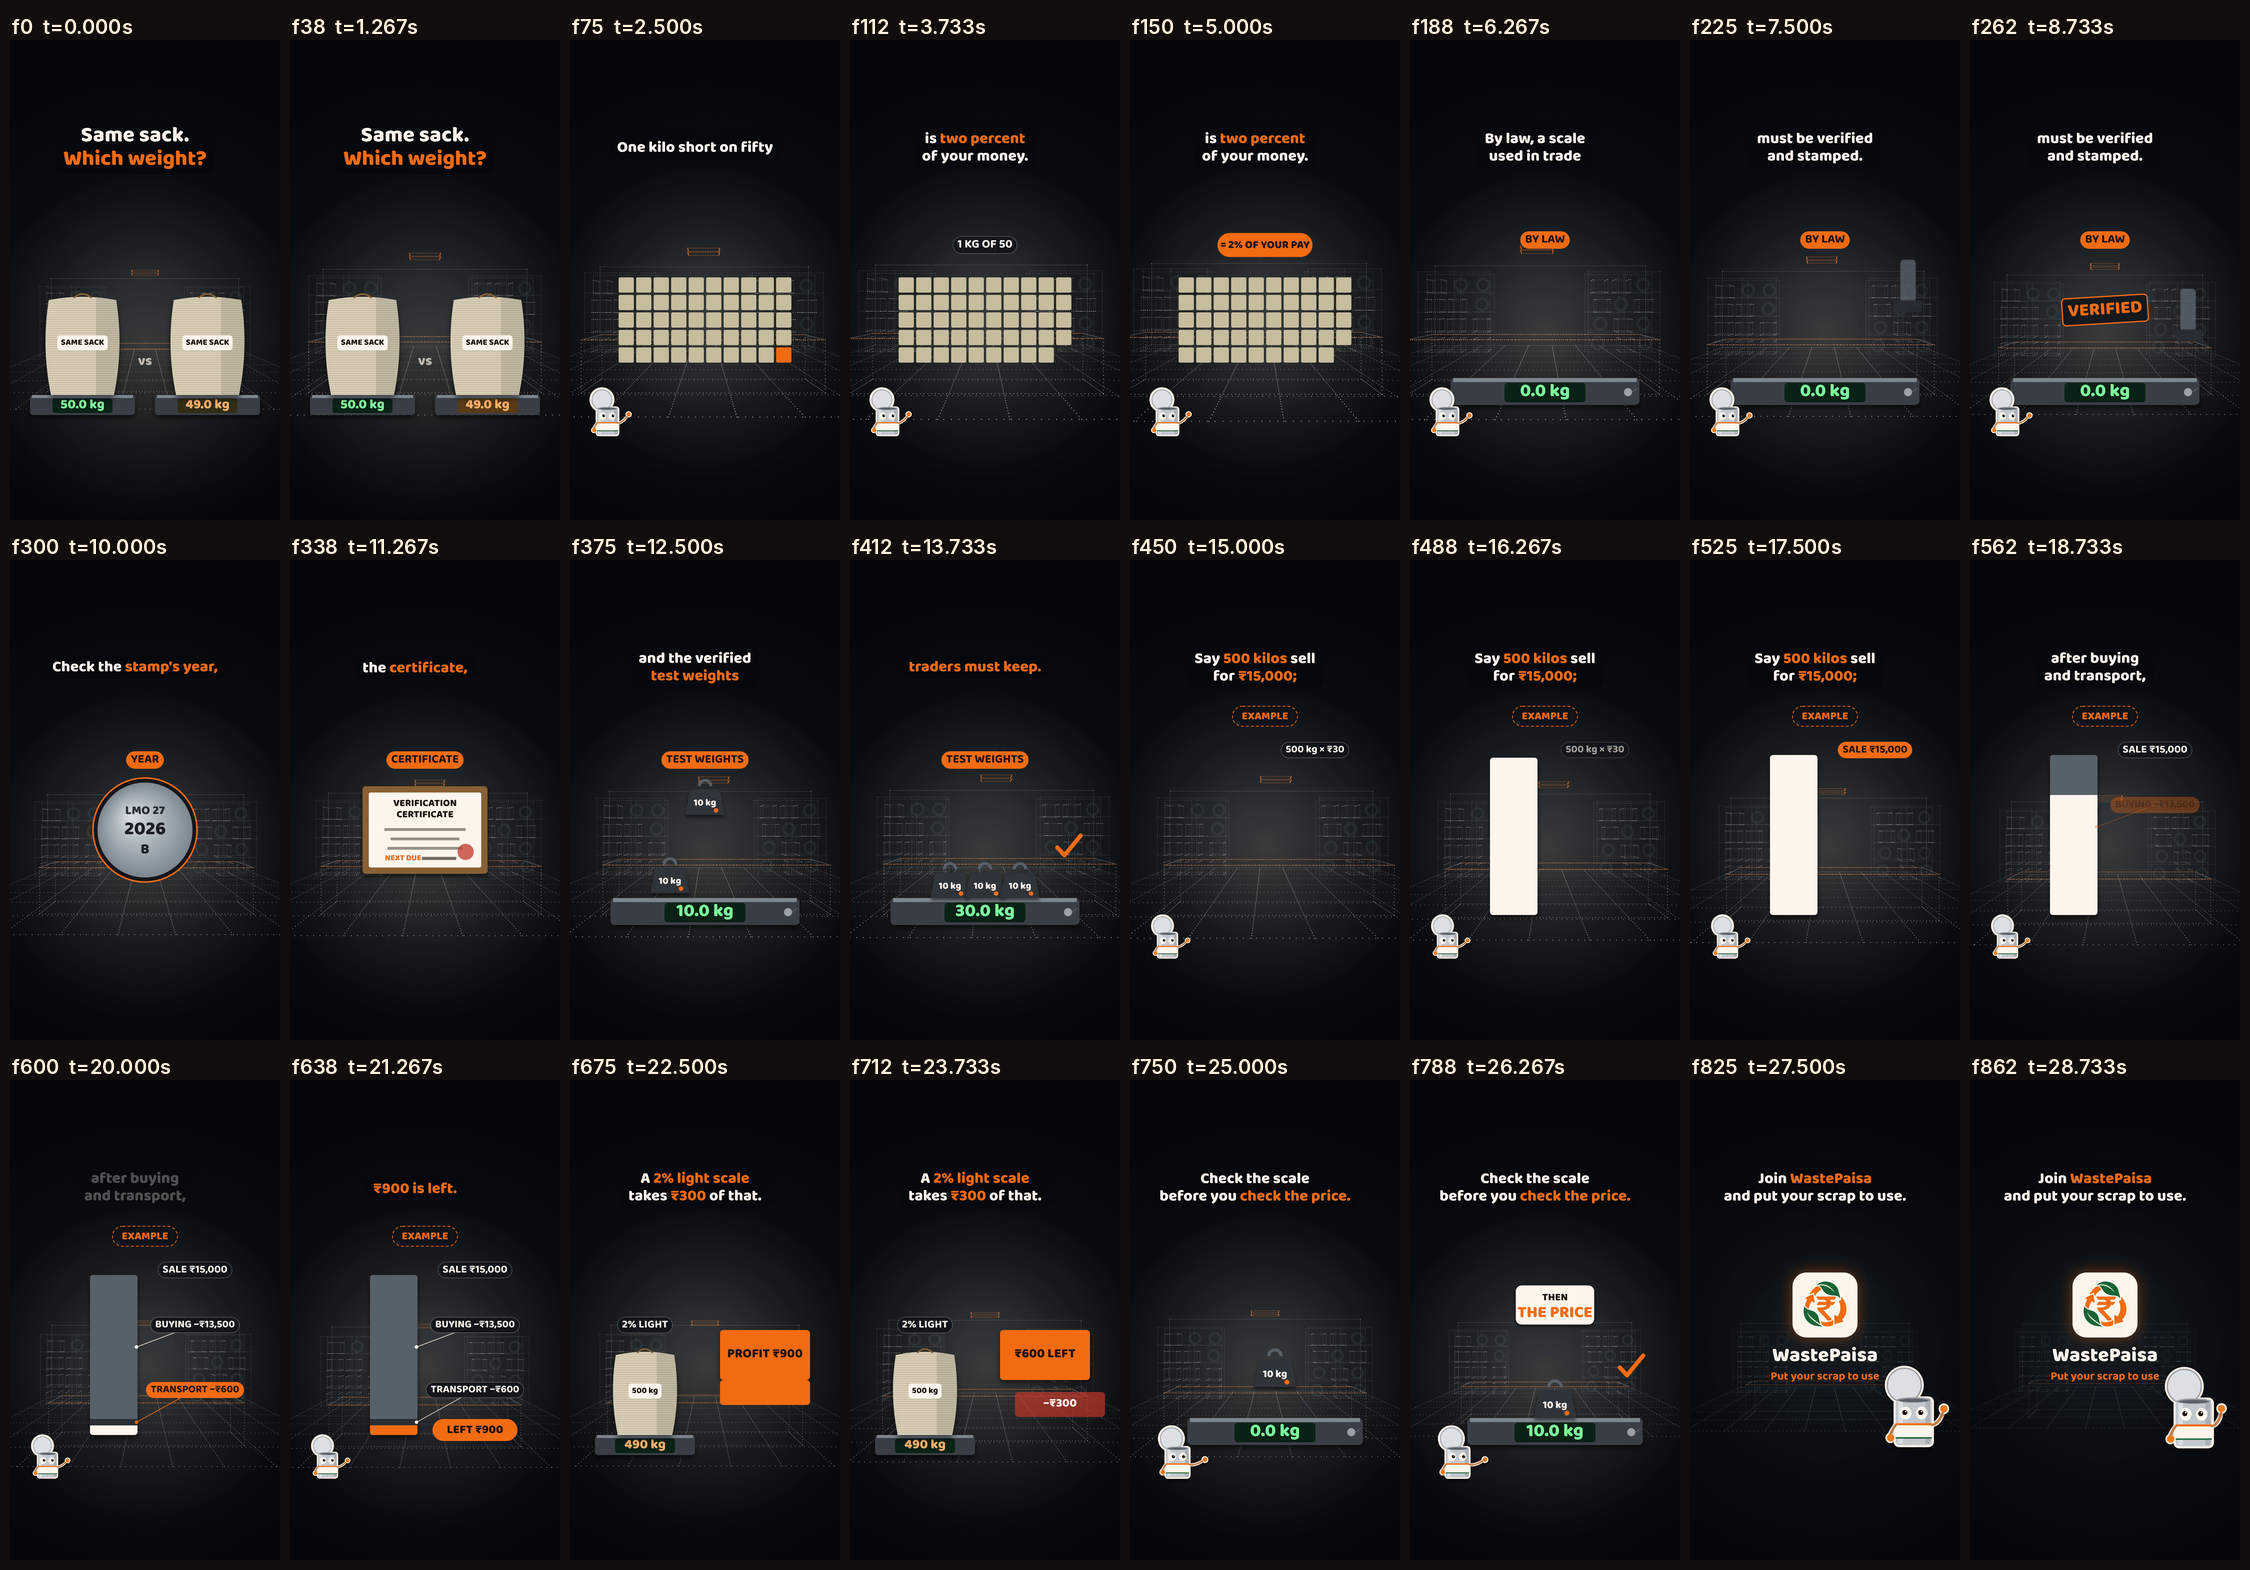 f0 t=0.000s
Same sack.
Which weight?
SAME SACK
SAME SACK
vs
50.0 kg
49.0 kg
f38 t=1.267s
Same sack.
Which weight?
SAME SACK
SAME SACK
vs
50.0 kg
49.0 kg
f75 t=2.500s
One kilo short on fifty
f112 t=3.733s
is two percent
of your money.
1 KG OF 50
f150 t=5.000s
is two percent
of your money.
= 2% OF YOUR PAY
f188 t=6.267s
By law, a scale
used in trade
BY LAW
0.0 kg
f225 t=7.500s
must be verified
and stamped.
BY LAW
0.0 kg
f262 t=8.733s
must be verified
and stamped.
BY LAW
VERIFIED
0.0 kg
f300 t=10.000s
Check the stamp's year,
YEAR
LMO 27
2026
B
f338 t=11.267s
the certificate,
CERTIFICATE
VERIFICATION
CERTIFICATE
NEXT DUE
f375 t=12.500s
and the verified
test weights
TEST WEIGHTS
10 kg
10 kg
10.0 kg
f412 t=13.733s
traders must keep.
TEST WEIGHTS
10 kg
10 kg
10 kg
30.0 kg
f450 t=15.000s
Say 500 kilos sell
for ₹15,000;
EXAMPLE
500 kg × ₹30
f488 t=16.267s
Say 500 kilos sell
for ₹15,000;
EXAMPLE
500 kg × ₹30
f525 t=17.500s
Say 500 kilos sell
for ₹15,000;
EXAMPLE
SALE ₹15,000
f562 t=18.733s
after buying
and transport,
EXAMPLE
SALE ₹15,000
BUYING −₹13,500
f600 t=20.000s
after buying
and transport,
EXAMPLE
SALE ₹15,000
BUYING −₹13,500
TRANSPORT −₹600
f638 t=21.267s
₹900 is left.
EXAMPLE
SALE ₹15,000
BUYING −₹13,500
TRANSPORT −₹600
LEFT ₹900
f675 t=22.500s
A 2% light scale
takes ₹300 of that.
2% LIGHT
PROFIT ₹900
500 kg
490 kg
f712 t=23.733s
A 2% light scale
takes ₹300 of that.
2% LIGHT
₹600 LEFT
500 kg
−₹300
490 kg
f750 t=25.000s
Check the scale
before you check the price.
10 kg
0.0 kg
f788 t=26.267s
Check the scale
before you check the price.
THEN
THE PRICE
10 kg
10.0 kg
f825 t=27.500s
Join WastePaisa
and put your scrap to use.
WastePaisa
Put your scrap to use
f862 t=28.733s
Join WastePaisa
and put your scrap to use.
WastePaisa
Put your scrap to use